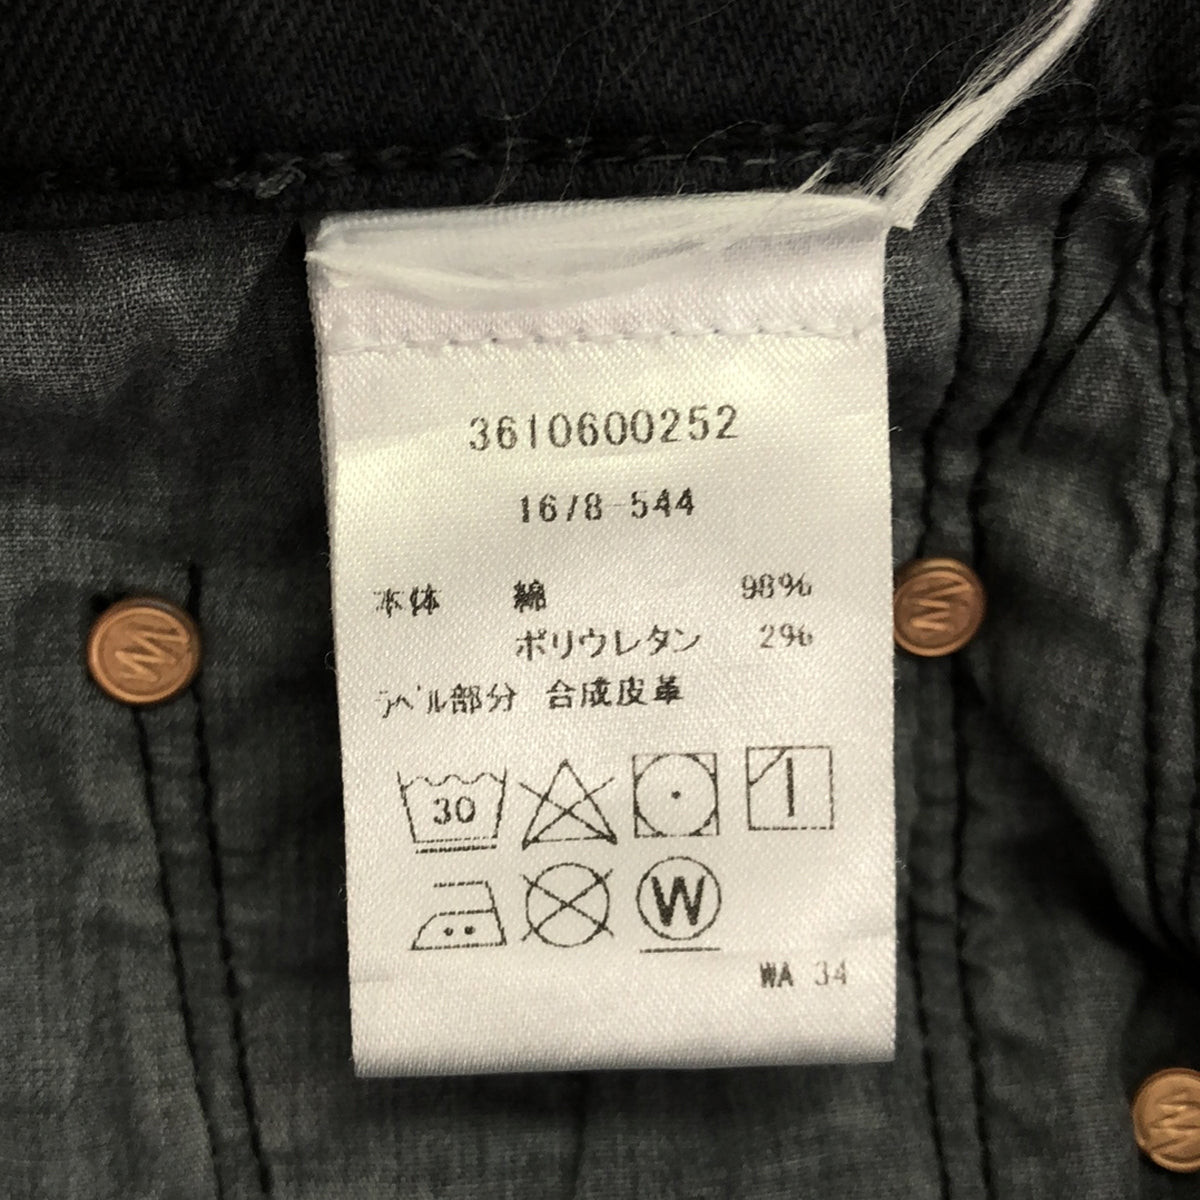 3610600252
16/8-544
本体 綿 98%
ポリウレタン 2%
ラベル部分 合成皮革
30
W
WA 34